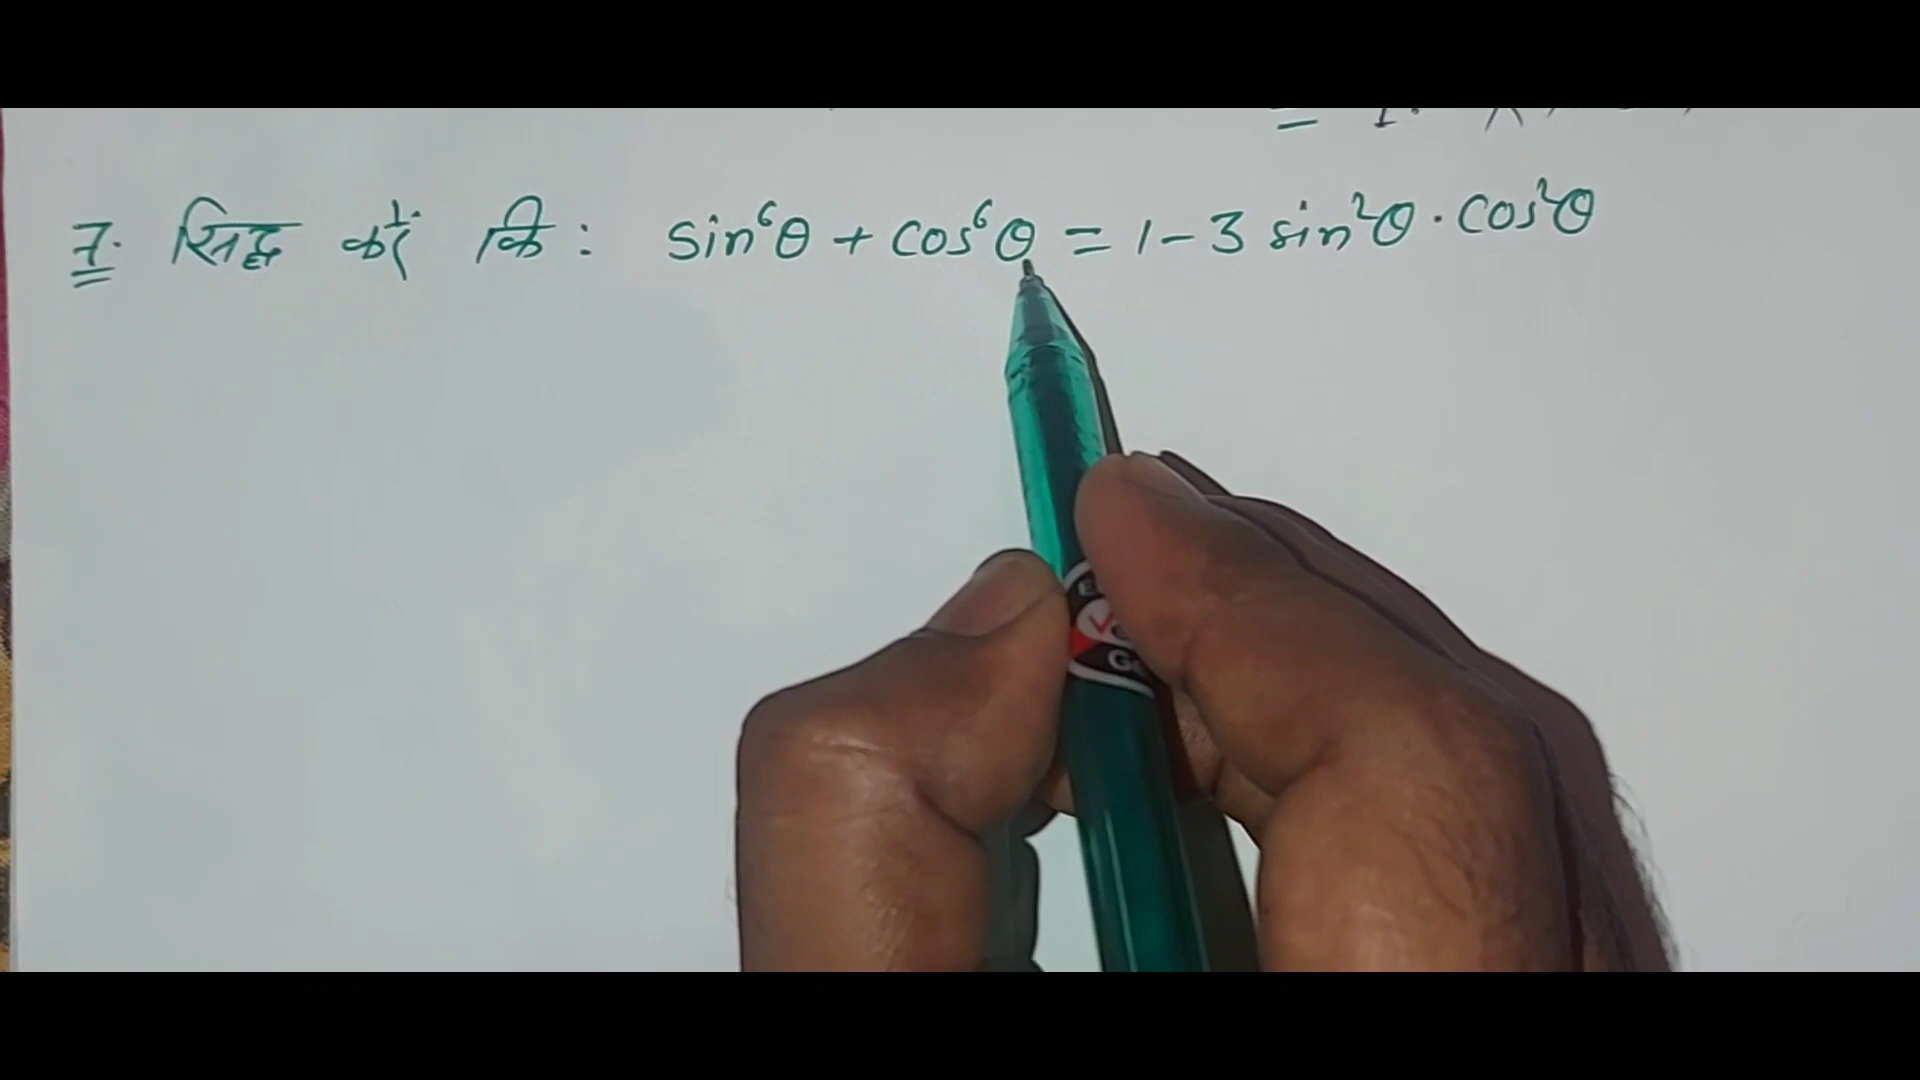 7. सिद्ध करें कि : sin⁶θ + cos⁶θ = 1 - 3 sin²θ · cos²θ